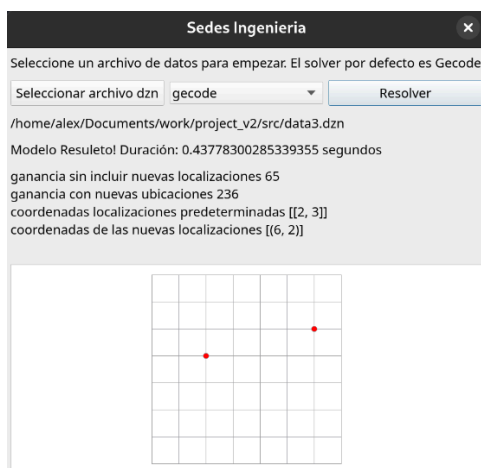 Sedes Ingenieria
Seleccione un archivo de datos para empezar. El solver por defecto es Gecode
Seleccionar archivo dzn gecode Resolver
/home/alex/Documents/work/project_v2/src/data3.dzn
Modelo Resuleto! Duración: 0.43778300285339355 segundos
ganancia sin incluir nuevas localizaciones 65
ganancia con nuevas ubicaciones 236
coordenadas localizaciones predeterminadas [[2, 3]]
coordenadas de las nuevas localizaciones [(6, 2)]